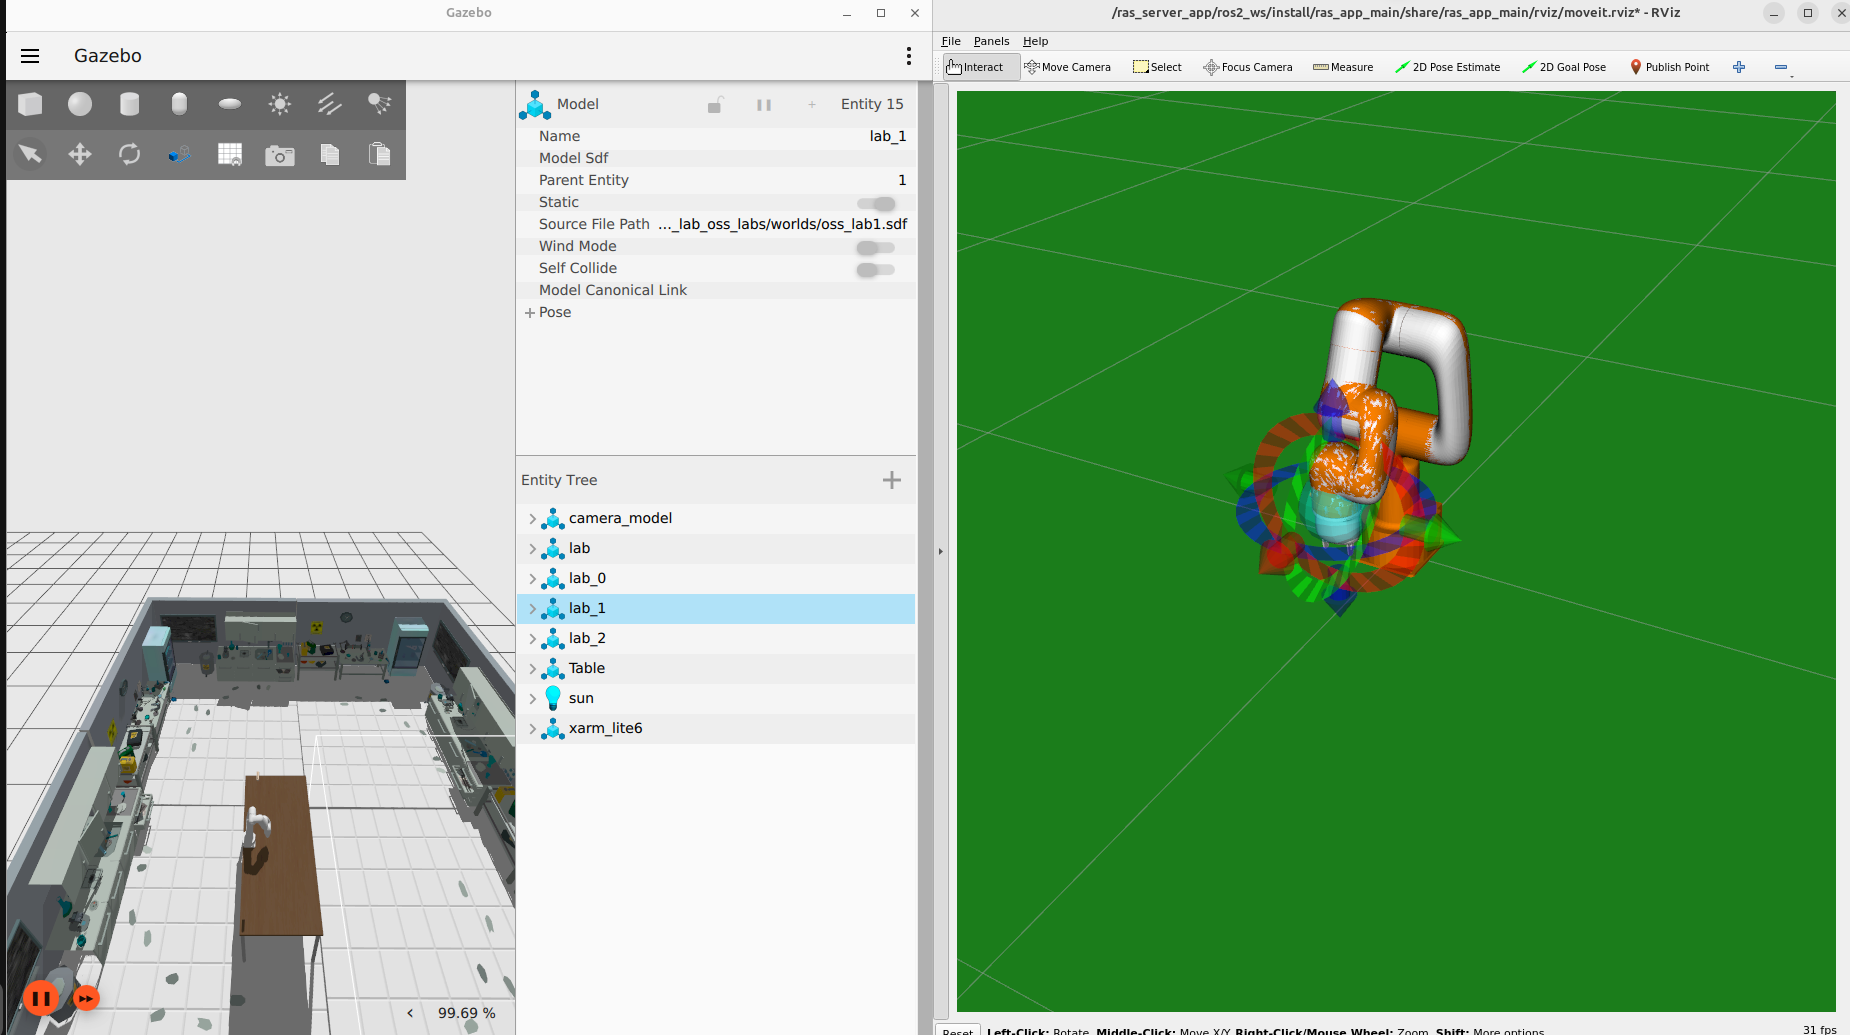 Gazebo
Gazebo
Model
Entity 15
Name
lab_1
Model Sdf
Parent Entity
1
Static
Source File Path
..._lab_oss_labs/worlds/oss_lab1.sdf
Wind Mode
Self Collide
Model Canonical Link
Pose
Entity Tree
camera_model
lab
lab_0
lab_1
lab_2
Table
sun
xarm_lite6
99.69 %
/ras_server_app/ros2_ws/install/ras_app_main/share/ras_app_main/rviz/moveit.rviz* - RViz
File Panels Help
Interact Move Camera Select Focus Camera Measure 2D Pose Estimate 2D Goal Pose Publish Point
Reset Left-Click: Rotate. Middle-Click: Move X/Y. Right-Click/Mouse Wheel: Zoom. Shift: More options.
31 fps